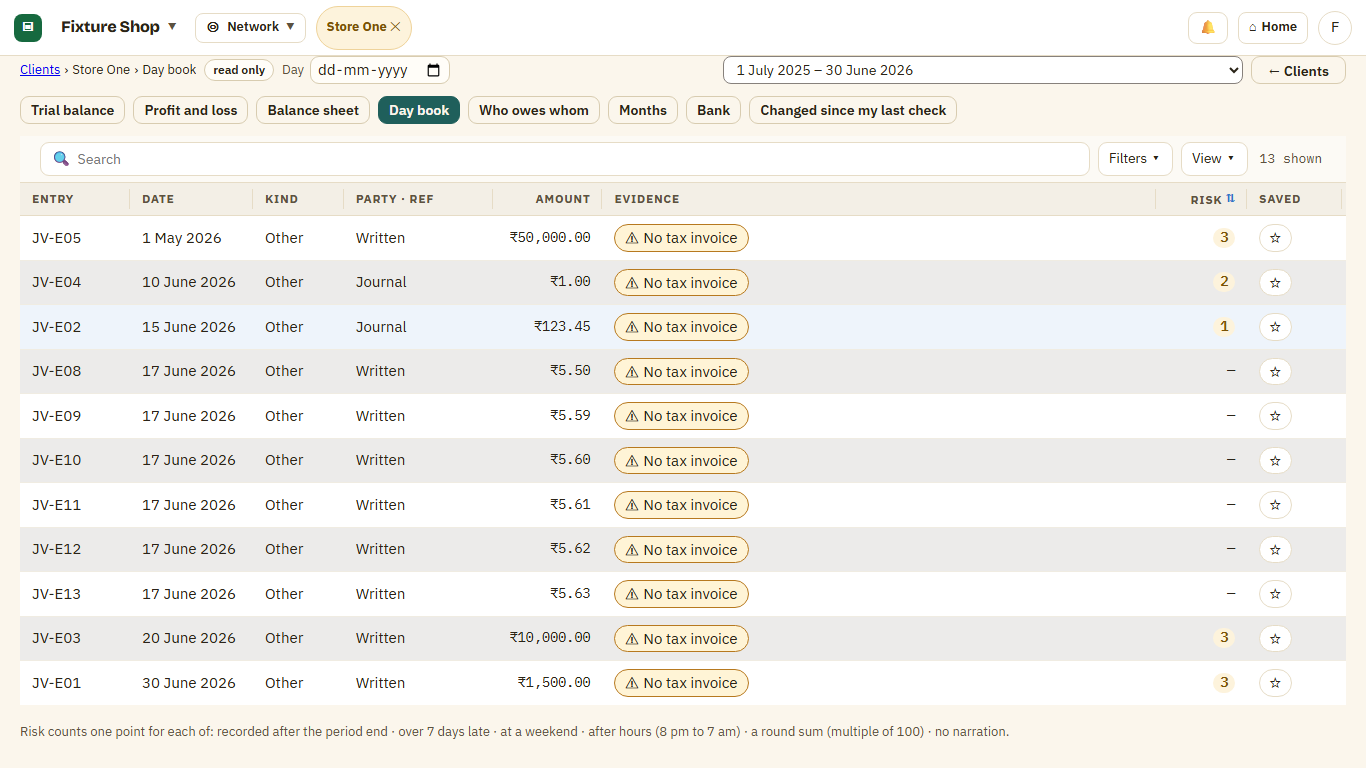 Fixture Shop ▼ Network ▼ Store One × Home F
Clients › Store One › Day book read only Day dd-mm-yyyy 1 July 2025 – 30 June 2026 ← Clients
Trial balance Profit and loss Balance sheet Day book Who owes whom Months Bank Changed since my last check
Search Filters ▼ View ▼ 13 shown
ENTRY DATE KIND PARTY · REF AMOUNT EVIDENCE RISK ⇅ SAVED
JV-E05 1 May 2026 Other Written ₹50,000.00 ⚠ No tax invoice 3 ☆
JV-E04 10 June 2026 Other Journal ₹1.00 ⚠ No tax invoice 2 ☆
JV-E02 15 June 2026 Other Journal ₹123.45 ⚠ No tax invoice 1 ☆
JV-E08 17 June 2026 Other Written ₹5.50 ⚠ No tax invoice – ☆
JV-E09 17 June 2026 Other Written ₹5.59 ⚠ No tax invoice – ☆
JV-E10 17 June 2026 Other Written ₹5.60 ⚠ No tax invoice – ☆
JV-E11 17 June 2026 Other Written ₹5.61 ⚠ No tax invoice – ☆
JV-E12 17 June 2026 Other Written ₹5.62 ⚠ No tax invoice – ☆
JV-E13 17 June 2026 Other Written ₹5.63 ⚠ No tax invoice – ☆
JV-E03 20 June 2026 Other Written ₹10,000.00 ⚠ No tax invoice 3 ☆
JV-E01 30 June 2026 Other Written ₹1,500.00 ⚠ No tax invoice 3 ☆
Risk counts one point for each of: recorded after the period end · over 7 days late · at a weekend · after hours (8 pm to 7 am) · a round sum (multiple of 100) · no narration.